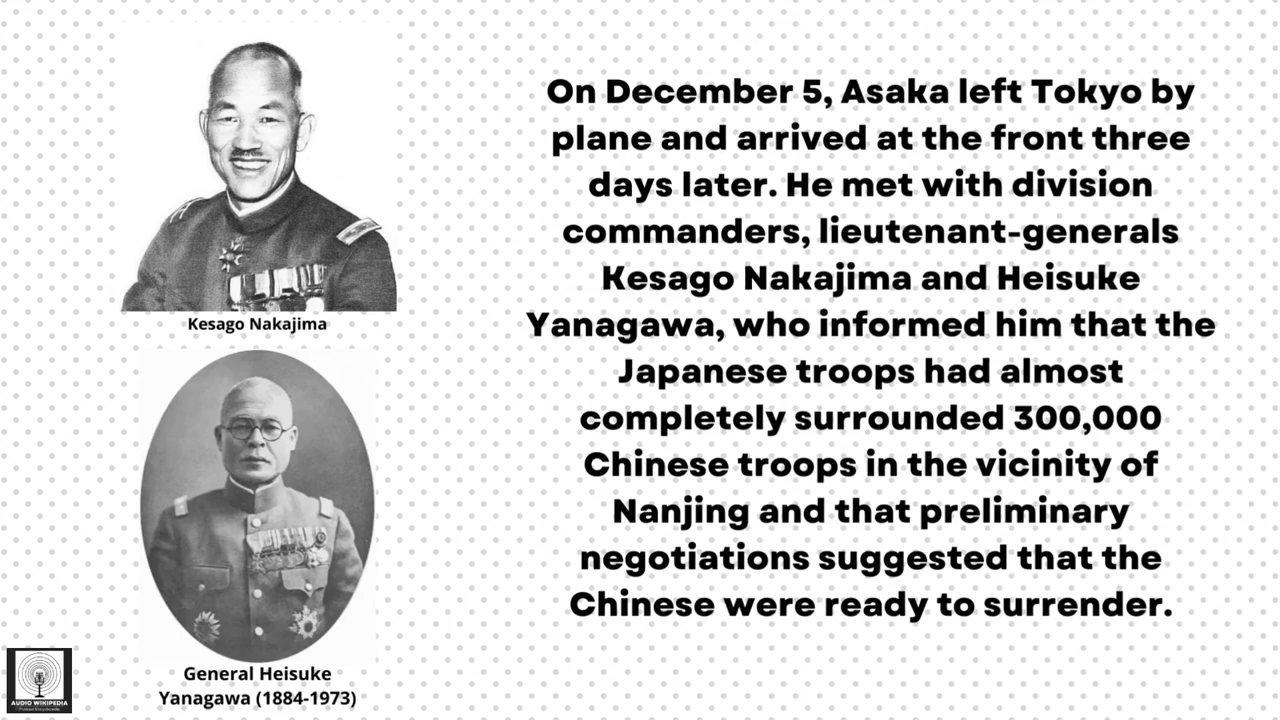 Kesago Nakajima
General Heisuke
Yanagawa (1884-1973)
AUDIO WIKIPEDIA
On December 5, Asaka left Tokyo by
plane and arrived at the front three
days later. He met with division
commanders, lieutenant-generals
Kesago Nakajima and Heisuke
Yanagawa, who informed him that the
Japanese troops had almost
completely surrounded 300,000
Chinese troops in the vicinity of
Nanjing and that preliminary
negotiations suggested that the
Chinese were ready to surrender.